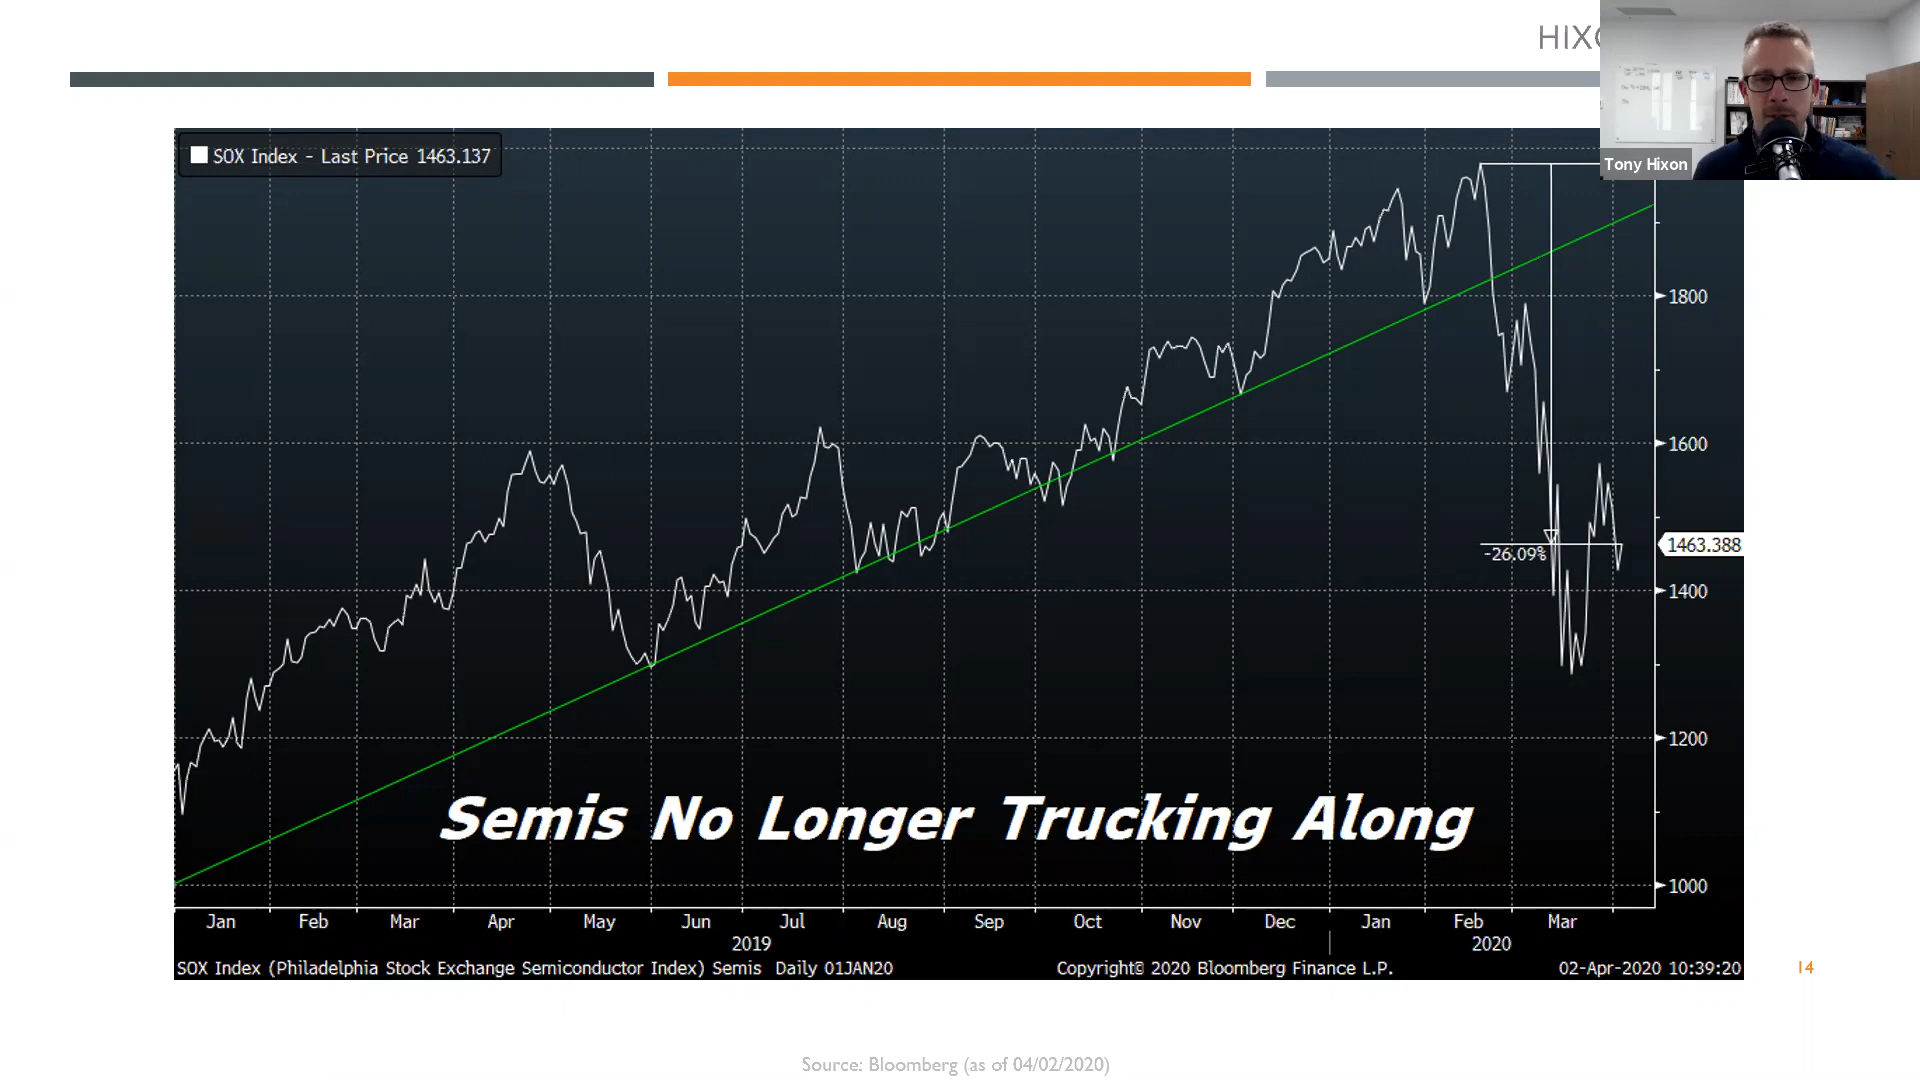 HIXO
Tony Hixon
SOX Index - Last Price 1463.137
1800
1600
1463.388
-26.09%
1400
1200
Semis No Longer Trucking Along
1000
Jan Feb Mar Apr May Jun Jul Aug Sep Oct Nov Dec Jan Feb Mar
2019 2020
SOX Index (Philadelphia Stock Exchange Semiconductor Index) Semis Daily 01JAN20 Copyright© 2020 Bloomberg Finance L.P. 02-Apr-2020 10:39:20
14
Source: Bloomberg (as of 04/02/2020)